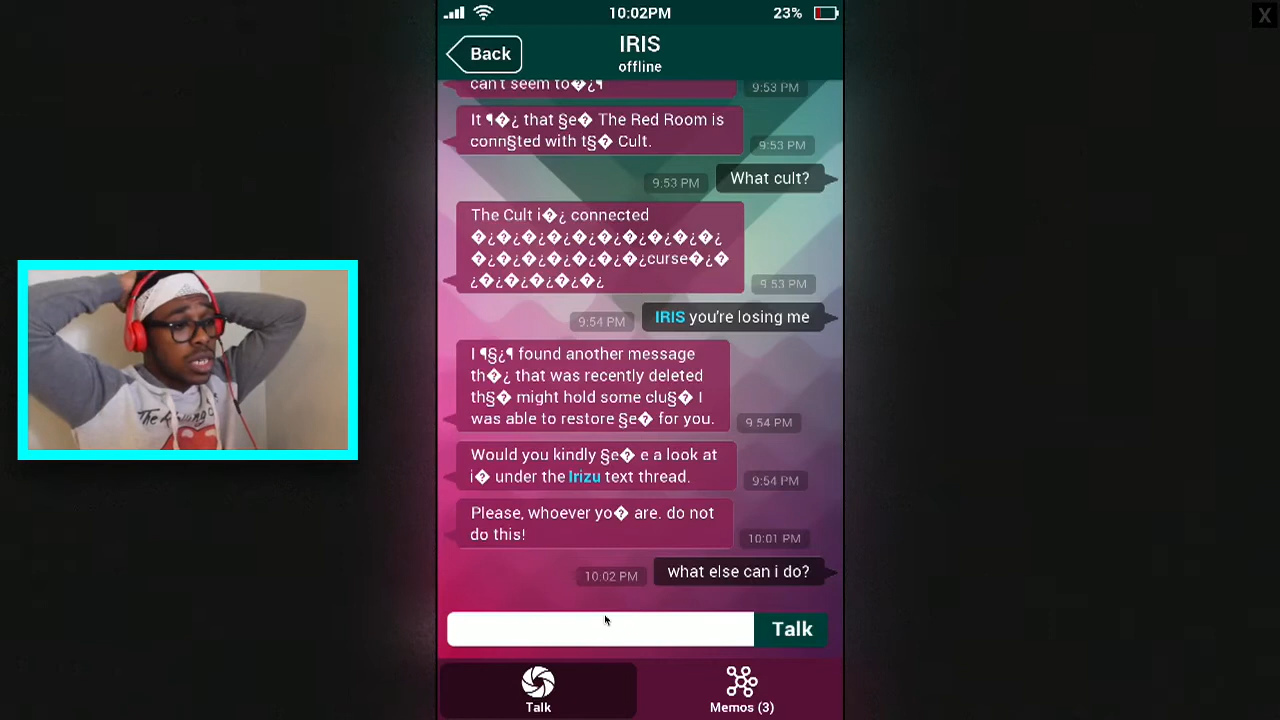 10:02PM
23%
X
Back
IRIS
offline
can't seem to�¿¶
9:53 PM
It ¶�¿ that §e� The Red Room is
conn§ted with t§� Cult.
9:53 PM
What cult?
9:53 PM
The Cult i�¿ connected
�¿�¿�¿�¿�¿�¿�¿�¿�¿�¿
�¿�¿�¿�¿�¿�¿�¿curse�¿�
¿�¿�¿�¿�¿�¿
9:53 PM
IRIS you're losing me
9:54 PM
I ¶§¿¶ found another message
th�¿ that was recently deleted
th§� might hold some clu§� I
was able to restore §e� for you.
9:54 PM
Would you kindly §e� e a look at
i� under the Irizu text thread.
9:54 PM
Please, whoever yo� are. do not
do this!
10:01 PM
what else can i do?
10:02 PM
Talk
Talk
Memos (3)